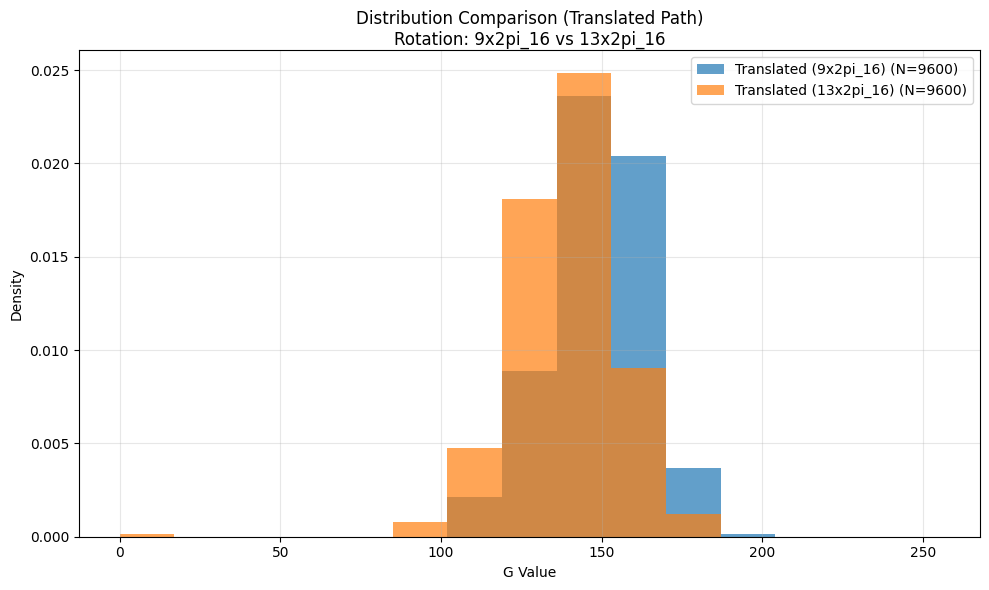 Distribution Comparison (Translated Path)
Rotation: 9x2pi_16 vs 13x2pi_16
Translated (9x2pi_16) (N=9600)
Translated (13x2pi_16) (N=9600)
Density
0.025
0.020
0.015
0.010
0.005
0.000
0 50 100 150 200 250
G Value